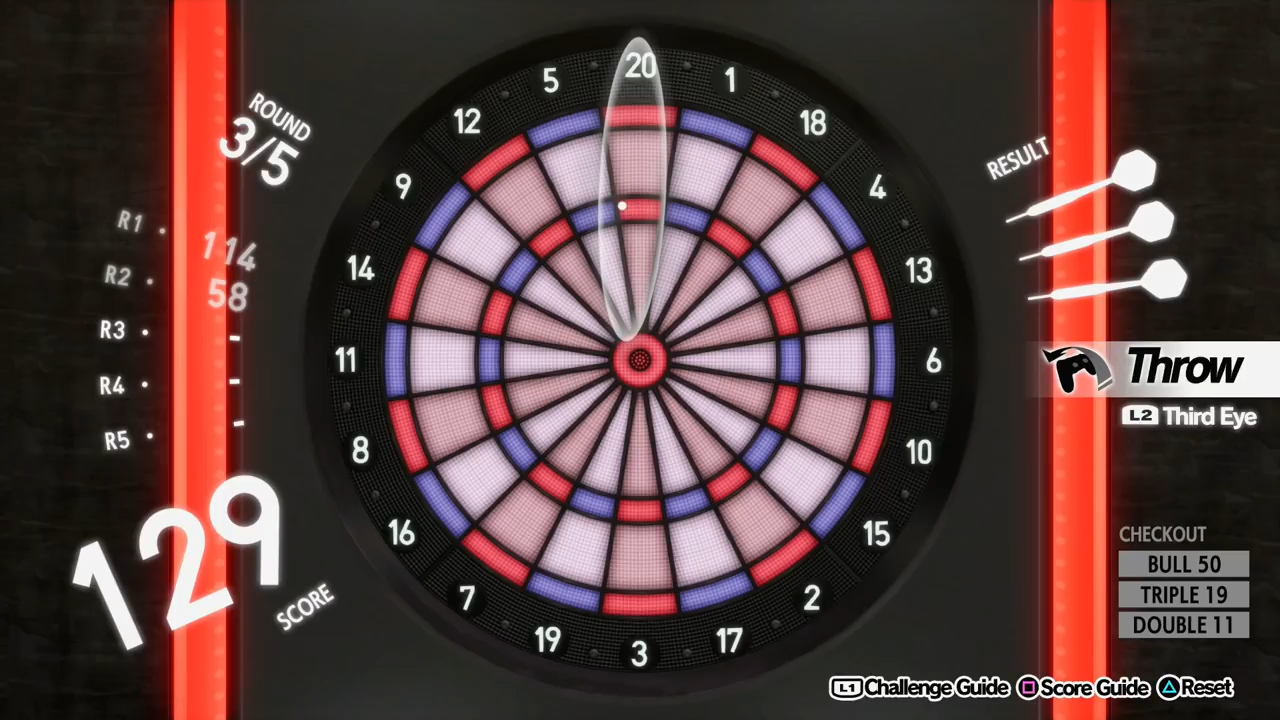 ROUND
3/5
R1 114
R2 58
R3 -
R4 -
R5 -
129
SCORE
20
1
18
4
13
6
10
15
2
17
3
19
7
16
8
11
14
9
12
5
RESULT
Throw
L2 Third Eye
CHECKOUT
BULL 50
TRIPLE 19
DOUBLE 11
L1 Challenge Guide Score Guide Reset